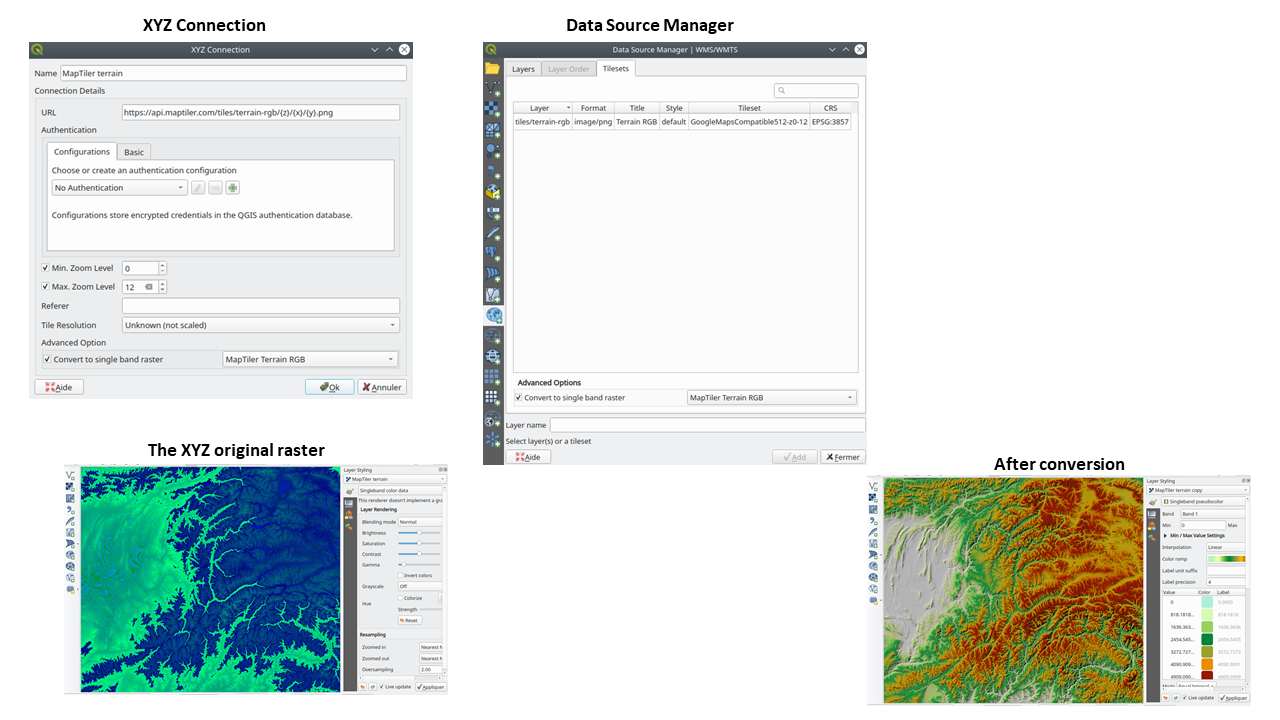 XYZ Connection
XYZ Connection
Name MapTiler terrain
Connection Details
URL https://api.maptiler.com/tiles/terrain-rgb/{z}/{x}/{y}.png
Authentication
Configurations Basic
Choose or create an authentication configuration
No Authentication
Configurations store encrypted credentials in the QGIS authentication database.
Min. Zoom Level 0
Max. Zoom Level 12
Referer
Tile Resolution Unknown (not scaled)
Advanced Option
Convert to single band raster MapTiler Terrain RGB
Aide Ok Annuler
Data Source Manager
Data Source Manager | WMS/WMTS
Layers Layer Order Tilesets
Layer Format Title Style Tileset CRS
tiles/terrain-rgb image/png Terrain RGB default GoogleMapsCompatible512-z0-12 EPSG:3857
Advanced Options
Convert to single band raster MapTiler Terrain RGB
Layer name
Select layer(s) or a tileset
Aide Add Fermer
The XYZ original raster
Layer Styling
MapTiler terrain
Singleband color data
This renderer doesn't implement a gra
Layer Rendering
Blending mode Normal
Brightness
Saturation
Contrast
Gamma
Invert colors
Grayscale Off
Colorize
Hue
Strength
Reset
Resampling
Zoomed in Nearest N
Zoomed out Nearest N
Oversampling 2.00
Live update Appliquer
After conversion
Layer Styling
MapTiler terrain copy
Singleband pseudocolor
Band Band 1
Min 0 Max
Min / Max Value Settings
Interpolation Linear
Color ramp
Label unit suffix
Label precision 4
Value Color Label
0 0.0000
818.1818... 818.1818
1636.363... 1636.3636
2454.545... 2454.5455
3272.727... 3272.7273
4090.909... 4090.9091
4909.090... 4909.0909
Live update Appliquer